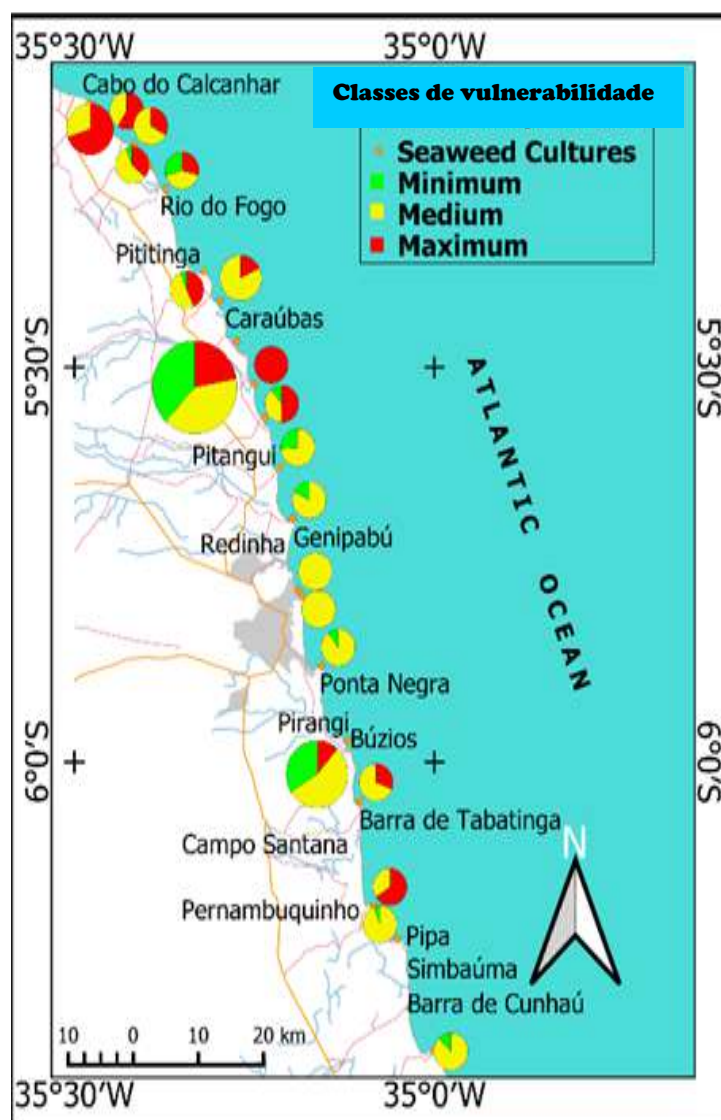 35°30'W 35°0'W
Cabo do Calcanhar
Classes de vulnerabilidade
Seaweed Cultures
Minimum
Medium
Maximum
Rio do Fogo
Pititinga
Caraúbas
5°30'S 5°30'S
ATLANTIC OCEAN
Pitangui
Genipabú
Redinha
Ponta Negra
Pirangi
Búzios
6°0'S 6°0'S
Barra de Tabatinga
Campo Santana
N
Pernambuquinho
Pipa
Simbaúma
Barra de Cunhaú
10 0 10 20 km
35°30'W 35°0'W